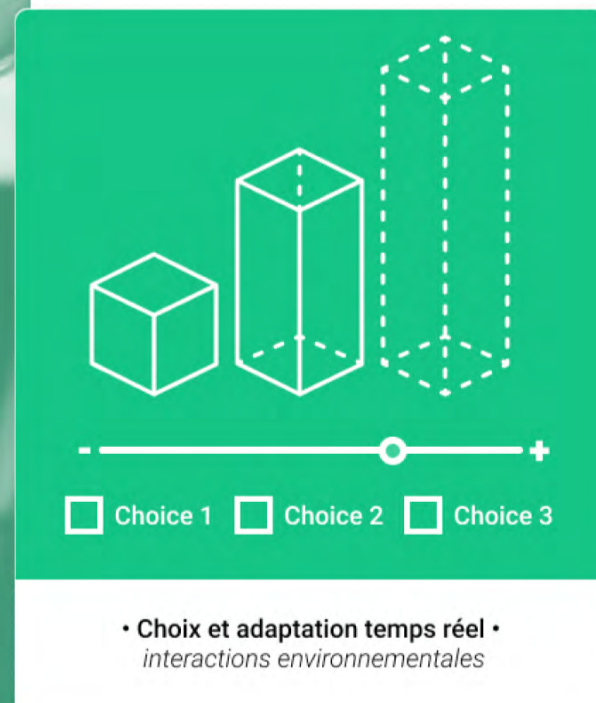 - +
Choice 1 Choice 2 Choice 3
• Choix et adaptation temps réel •
interactions environnementales